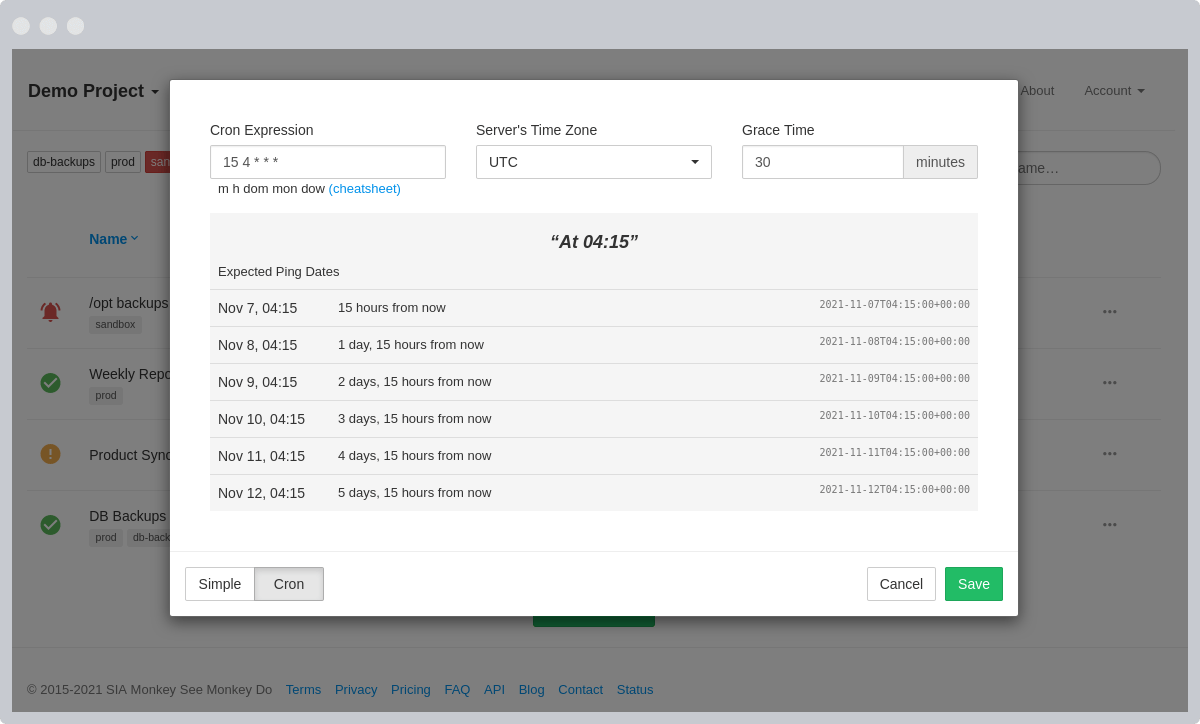 Demo Project
About Account
db-backups prod
Cron Expression Server's Time Zone Grace Time
15 4 * * * UTC 30 minutes
m h dom mon dow (cheatsheet)
“At 04:15”
Expected Ping Dates
Nov 7, 04:15 15 hours from now 2021-11-07T04:15:00+00:00
Nov 8, 04:15 1 day, 15 hours from now 2021-11-08T04:15:00+00:00
Nov 9, 04:15 2 days, 15 hours from now 2021-11-09T04:15:00+00:00
Nov 10, 04:15 3 days, 15 hours from now 2021-11-10T04:15:00+00:00
Nov 11, 04:15 4 days, 15 hours from now 2021-11-11T04:15:00+00:00
Nov 12, 04:15 5 days, 15 hours from now 2021-11-12T04:15:00+00:00
Simple Cron Cancel Save
Name
/opt backups
sandbox
Weekly Repo
prod
Product Sync
DB Backups
prod db-back
© 2015-2021 SIA Monkey See Monkey Do Terms Privacy Pricing FAQ API Blog Contact Status